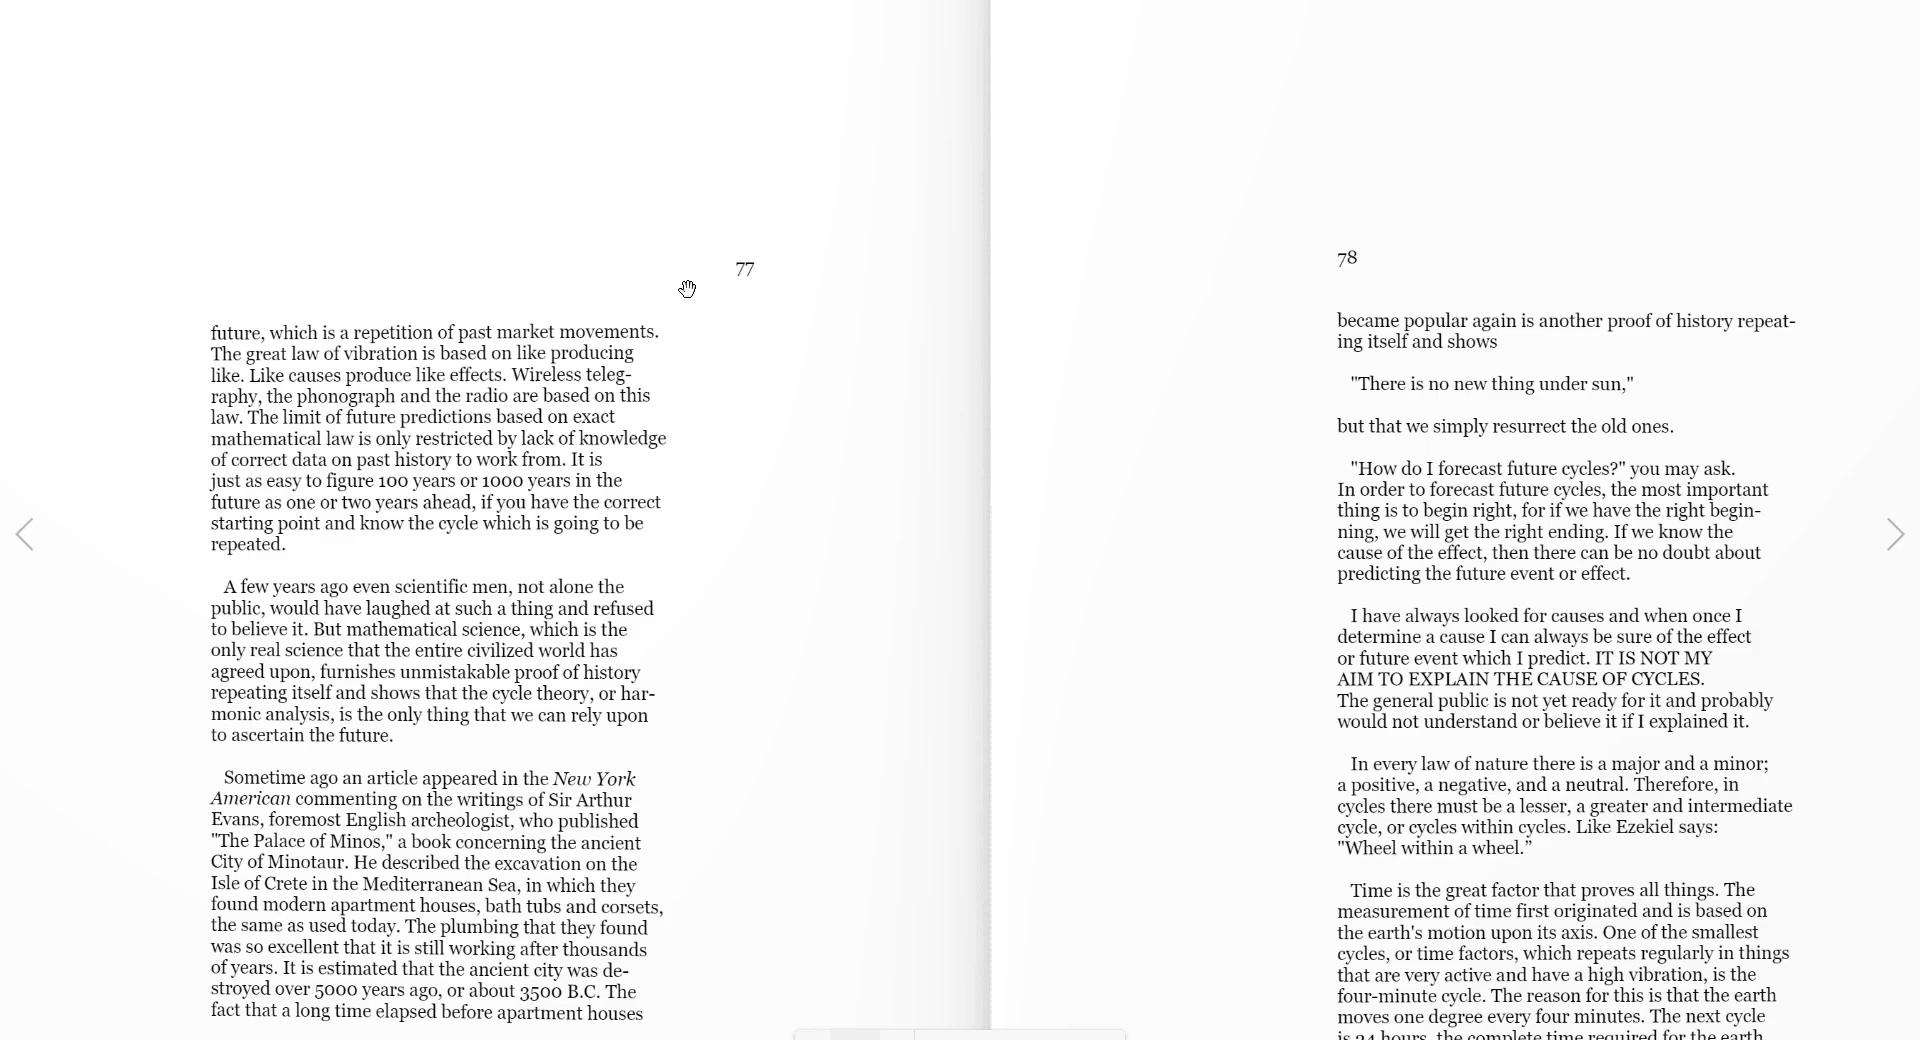 77
future, which is a repetition of past market movements.
The great law of vibration is based on like producing
like. Like causes produce like effects. Wireless teleg-
raphy, the phonograph and the radio are based on this
law. The limit of future predictions based on exact
mathematical law is only restricted by lack of knowledge
of correct data on past history to work from. It is
just as easy to figure 100 years or 1000 years in the
future as one or two years ahead, if you have the correct
starting point and know the cycle which is going to be
repeated.
A few years ago even scientific men, not alone the
public, would have laughed at such a thing and refused
to believe it. But mathematical science, which is the
only real science that the entire civilized world has
agreed upon, furnishes unmistakable proof of history
repeating itself and shows that the cycle theory, or har-
monic analysis, is the only thing that we can rely upon
to ascertain the future.
Sometime ago an article appeared in the New York
American commenting on the writings of Sir Arthur
Evans, foremost English archeologist, who published
"The Palace of Minos," a book concerning the ancient
City of Minotaur. He described the excavation on the
Isle of Crete in the Mediterranean Sea, in which they
found modern apartment houses, bath tubs and corsets,
the same as used today. The plumbing that they found
was so excellent that it is still working after thousands
of years. It is estimated that the ancient city was de-
stroyed over 5000 years ago, or about 3500 B.C. The
fact that a long time elapsed before apartment houses
78
became popular again is another proof of history repeat-
ing itself and shows
"There is no new thing under sun,"
but that we simply resurrect the old ones.
"How do I forecast future cycles?" you may ask.
In order to forecast future cycles, the most important
thing is to begin right, for if we have the right begin-
ning, we will get the right ending. If we know the
cause of the effect, then there can be no doubt about
predicting the future event or effect.
I have always looked for causes and when once I
determine a cause I can always be sure of the effect
or future event which I predict. IT IS NOT MY
AIM TO EXPLAIN THE CAUSE OF CYCLES.
The general public is not yet ready for it and probably
would not understand or believe it if I explained it.
In every law of nature there is a major and a minor;
a positive, a negative, and a neutral. Therefore, in
cycles there must be a lesser, a greater and intermediate
cycle, or cycles within cycles. Like Ezekiel says:
"Wheel within a wheel.”
Time is the great factor that proves all things. The
measurement of time first originated and is based on
the earth's motion upon its axis. One of the smallest
cycles, or time factors, which repeats regularly in things
that are very active and have a high vibration, is the
four-minute cycle. The reason for this is that the earth
moves one degree every four minutes. The next cycle
is 24 hours, the complete time required for the earth